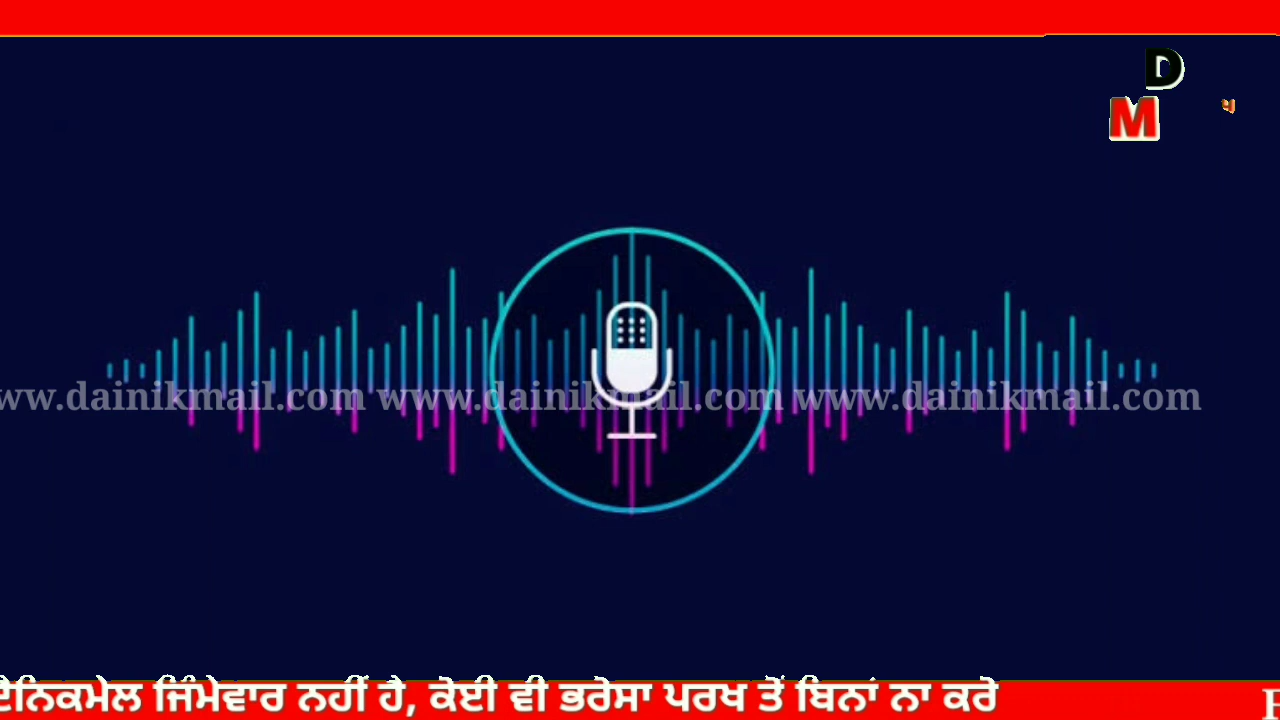 D
M
www.dainikmail.com www.dainikmail.com www.dainikmail.com
ਜ਼ਿੰਮੇਵਾਰ ਨਹੀਂ ਹੈ, ਕੋਈ ਵੀ ਭਰੋਸਾ ਪਰਖ ਤੋਂ ਬਿਨਾਂ ਨਾ ਕਰੇ